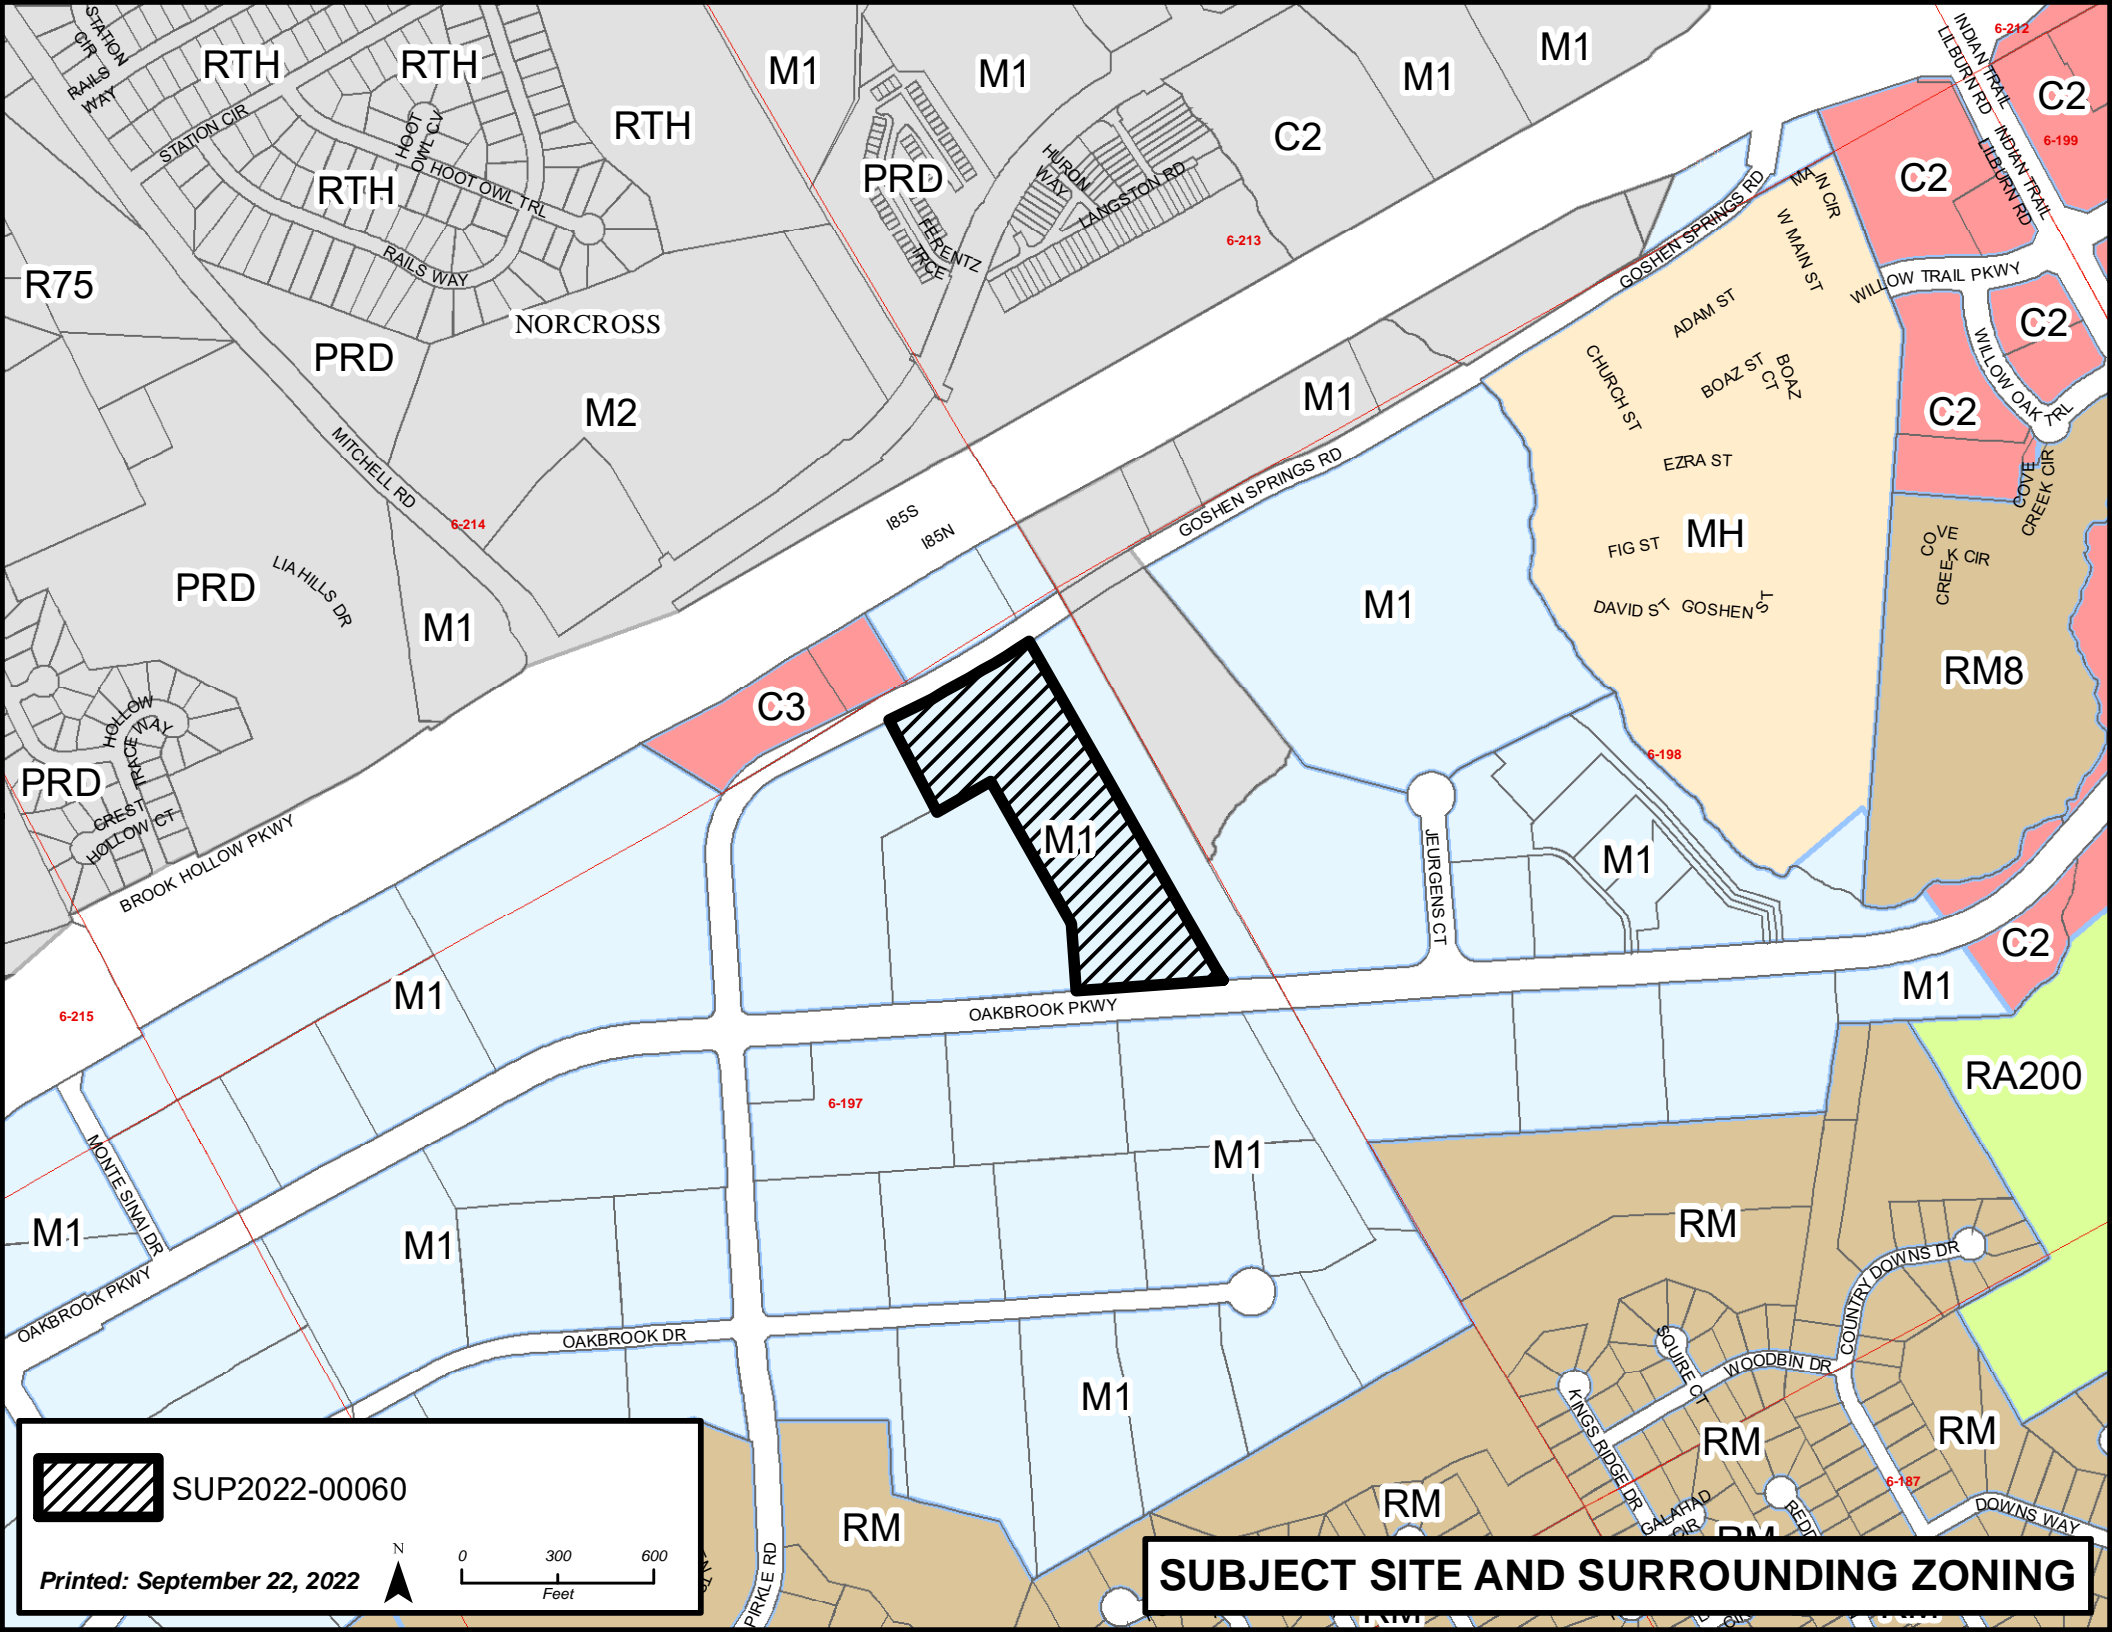 STATION
CIR
RAILS
WAY
RTH
RTH
HOOT
OWL CV
STATION CIR
RTH
HOOT OWL TRL
RAILS WAY
RTH
M1
M1
PRD
HURON
WAY
LANGSTON RD
FERENTZ
IRCE
C2
M1
M1
6-213
INDIAN TRAIL
LILBURN RD
6-212
C2
6-199
INDIAN TRAIL
LILBURN RD
C2
R75
NORCROSS
PRD
M2
MITCHELL RD
6-214
PRD
LIA HILLS DR
M1
I85S
I85N
M1
GOSHEN SPRINGS RD
GOSHEN SPRINGS RD
MAIN CIR
W MAIN ST
WILLOW TRAIL PKWY
ADAM ST
CHURCH ST
BOAZ ST
BOAZ
CT
C2
WILLOW OAK TRL
C2
EZRA ST
MH
FIG ST
DAVID ST
GOSHEN ST
COVE
CREEK CIR
COVE
CREEK CIR
RM8
M1
6-198
C3
HOLLOW
TRACE WAY
PRD
CREST
HOLLOW CT
BROOK HOLLOW PKWY
M1
JEURGENS CT
M1
C2
M1
6-215
M1
OAKBROOK PKWY
RA200
6-197
M1
MONTE SINAI DR
M1
M1
OAKBROOK PKWY
OAKBROOK DR
M1
RM
COUNTRY DOWNS DR
SQUIRE CT
WOODBIN DR
KINGS RIDGE DR
RM
RM
6-187
RM
GALAHAD
CIR
RM
REDD
DOWNS WAY
RM
PIRKLE RD
RM
RM
SUP2022-00060
Printed: September 22, 2022
N
0 300 600
Feet
SUBJECT SITE AND SURROUNDING ZONING